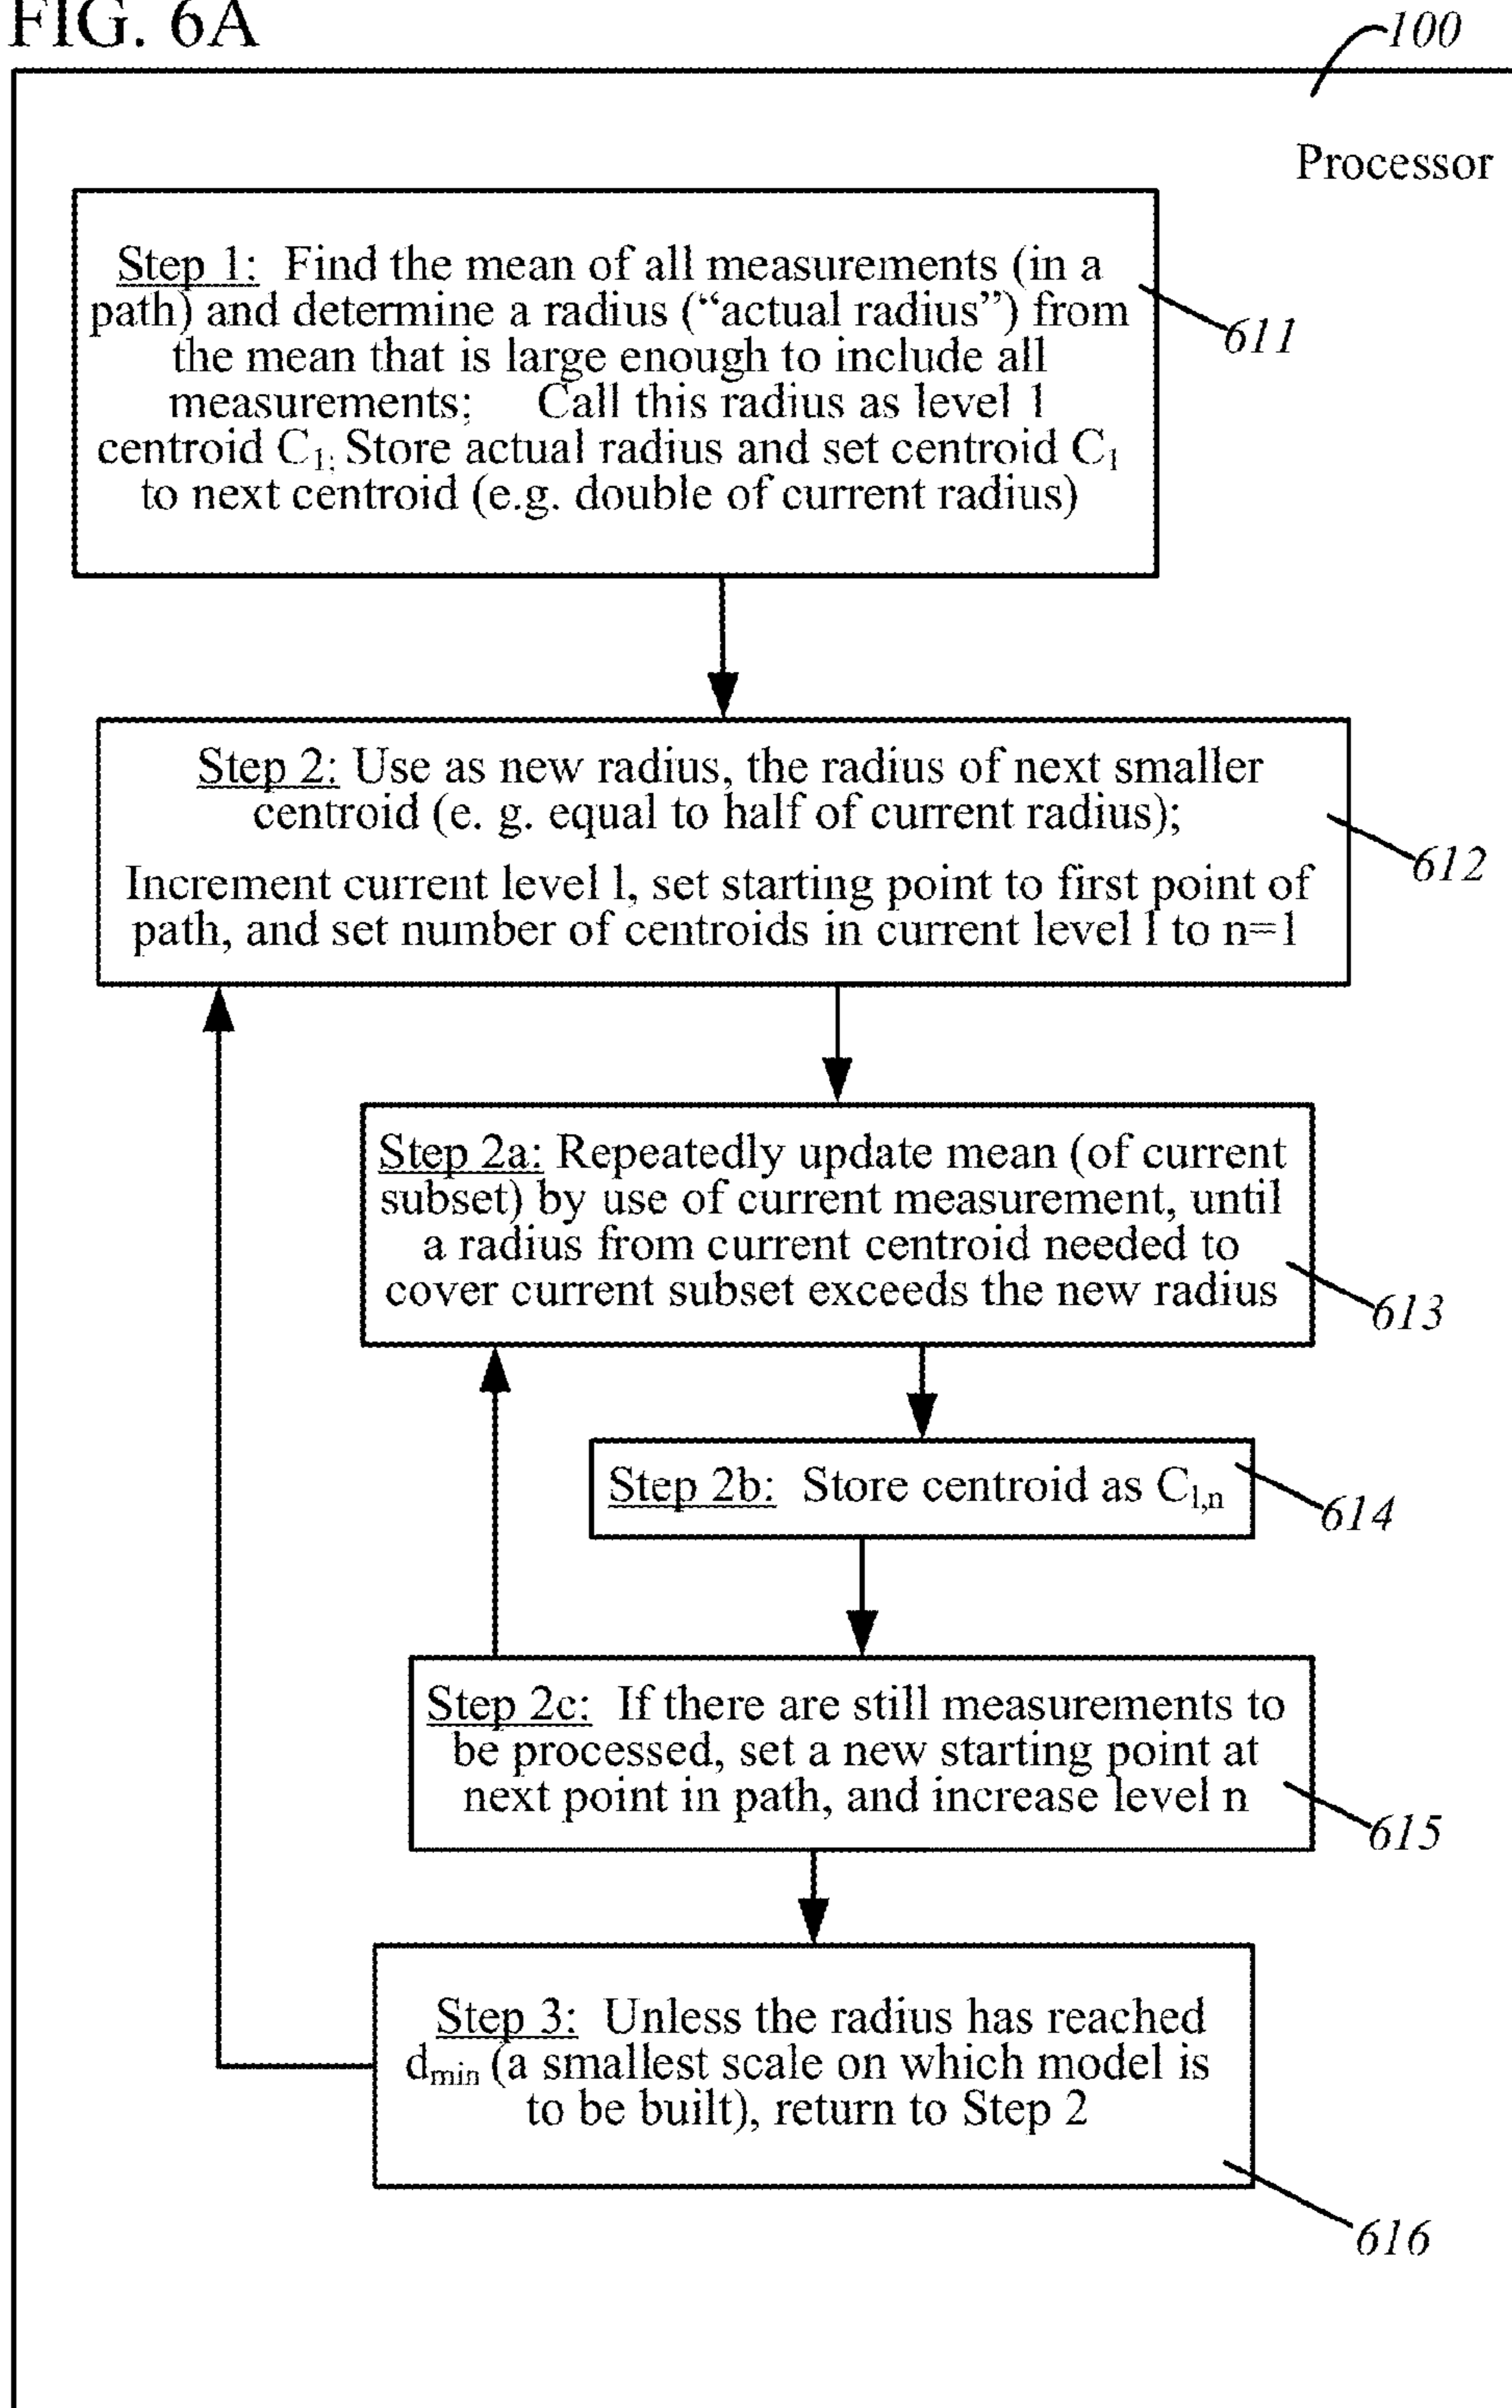 FIG. 6A
100
Processor
Step 1: Find the mean of all measurements (in a
path) and determine a radius (“actual radius”) from
the mean that is large enough to include all
measurements; Call this radius as level 1
centroid C1; Store actual radius and set centroid C1
to next centroid (e.g. double of current radius)
611
Step 2: Use as new radius, the radius of next smaller
centroid (e. g. equal to half of current radius);
Increment current level l, set starting point to first point of
path, and set number of centroids in current level l to n=1
612
Step 2a: Repeatedly update mean (of current
subset) by use of current measurement, until
a radius from current centroid needed to
cover current subset exceeds the new radius
613
Step 2b: Store centroid as Cl,n
614
Step 2c: If there are still measurements to
be processed, set a new starting point at
next point in path, and increase level n
615
Step 3: Unless the radius has reached
dmin (a smallest scale on which model is
to be built), return to Step 2
616